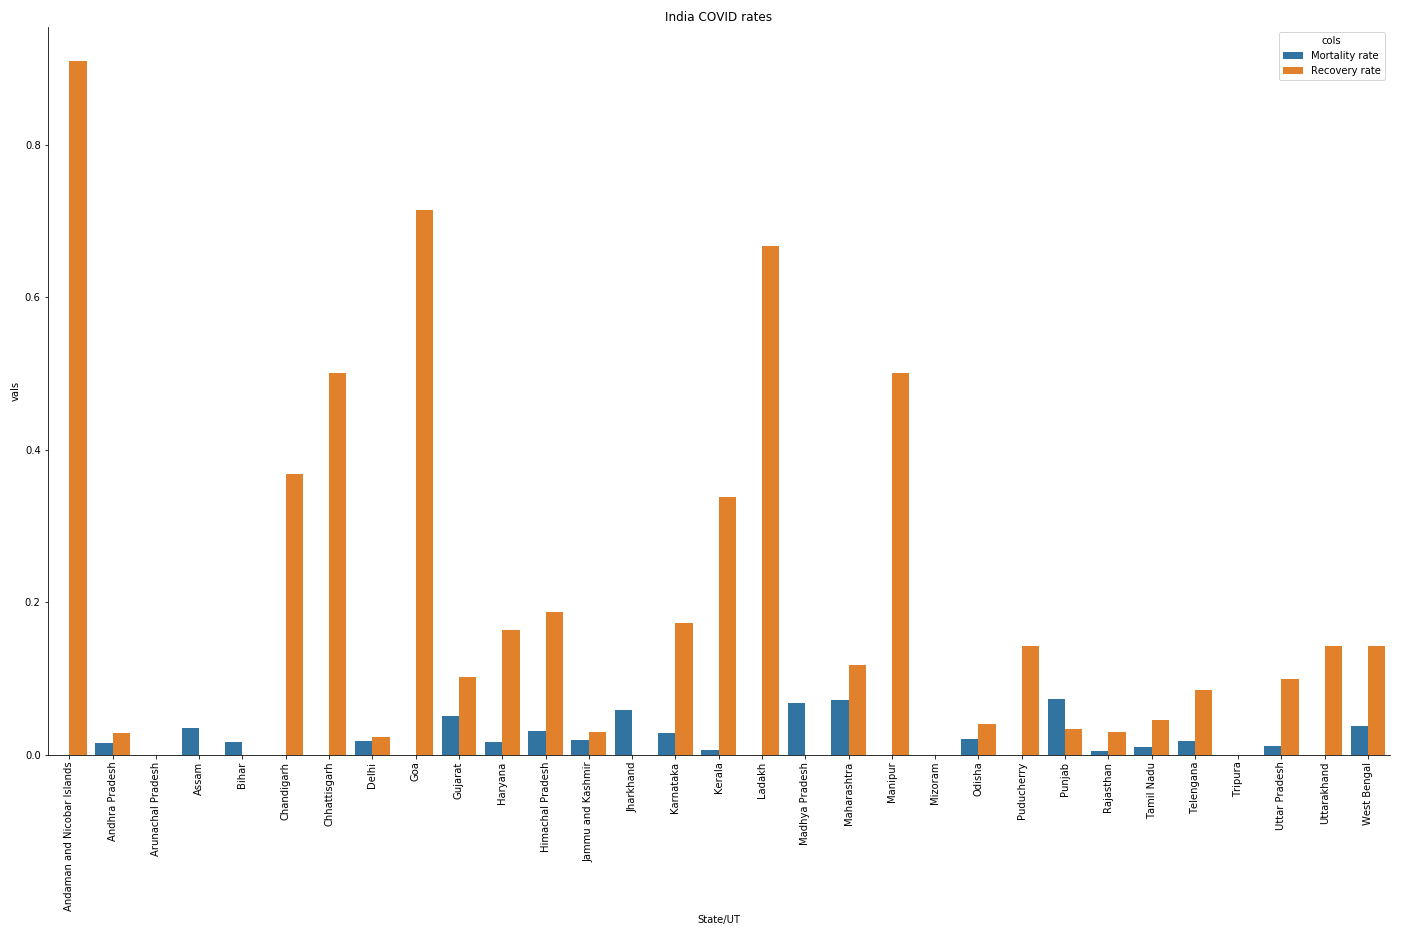 India COVID rates
cols
Mortality rate
Recovery rate
vals
0.8
0.6
0.4
0.2
0.0
Andaman and Nicobar Islands
Andhra Pradesh
Arunachal Pradesh
Assam
Bihar
Chandigarh
Chhattisgarh
Delhi
Goa
Gujarat
Haryana
Himachal Pradesh
Jammu and Kashmir
Jharkhand
Karnataka
Kerala
Ladakh
Madhya Pradesh
Maharashtra
Manipur
Mizoram
Odisha
Puducherry
Punjab
Rajasthan
Tamil Nadu
Telengana
Tripura
Uttar Pradesh
Uttarakhand
West Bengal
State/UT